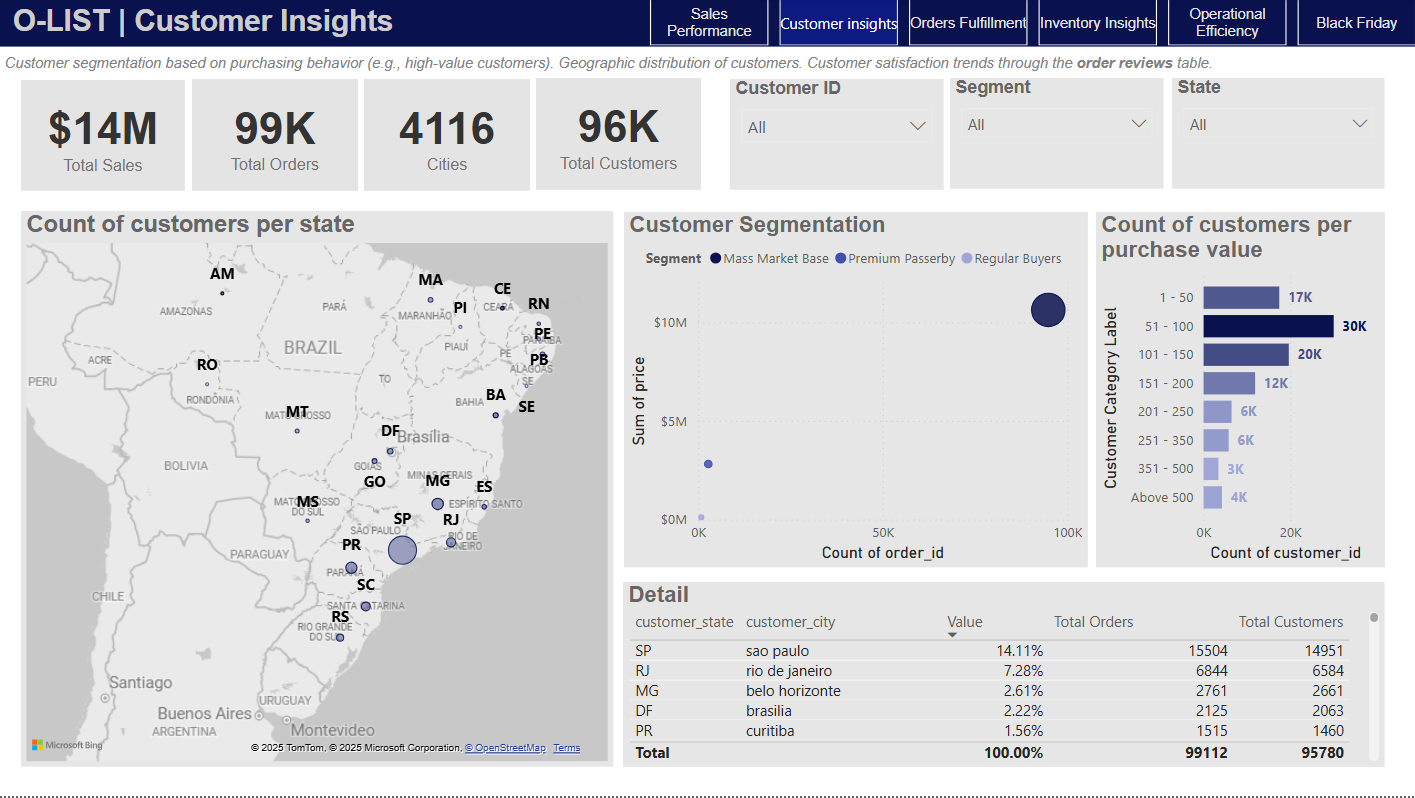 O-LIST | Customer Insights
Sales Performance
Customer insights
Orders Fulfillment
Inventory Insights
Operational Efficiency
Black Friday
Customer segmentation based on purchasing behavior (e.g., high-value customers). Geographic distribution of customers. Customer satisfaction trends through the order reviews table.
$14M
Total Sales
99K
Total Orders
4116
Cities
96K
Total Customers
Customer ID
All
Segment
All
State
All
Count of customers per state
AM
MA
CE
RN
PI
AMAZONAS
PARÁ
MARANHÃO
CEARÁ
PE
PARAÍBA
BRAZIL
PIAUÍ
PE
PB
ACRE
RO
ALAGOAS
PERU
TO
SE
RONDÔNIA
BAHIA
BA
SE
MT
MATO GROSSO
DF
Brasília
BOLIVIA
GOIÁS
GO
MINAS GERAIS
MG
ES
MS
MATO GROSSO DO SUL
ESPÍRITO SANTO
SP
RJ
SÃO PAULO
RIO DE JANEIRO
PR
PARAGUAY
PARANÁ
SC
CHILE
SANTA CATARINA
RS
RIO GRANDE DO SUL
Santiago
URUGUAY
Buenos Aires
ARGENTINA
Montevideo
Microsoft Bing
© 2025 TomTom, © 2025 Microsoft Corporation, © OpenStreetMap Terms
Customer Segmentation
Segment Mass Market Base Premium Passerby Regular Buyers
Sum of price
$10M
$5M
$0M
0K 50K 100K
Count of order_id
Count of customers per
purchase value
Customer Category Label
1 - 50 17K
51 - 100 30K
101 - 150 20K
151 - 200 12K
201 - 250 6K
251 - 350 6K
351 - 500 3K
Above 500 4K
0K 20K
Count of customer_id
Detail
customer_state customer_city Value Total Orders Total Customers
SP sao paulo 14.11% 15504 14951
RJ rio de janeiro 7.28% 6844 6584
MG belo horizonte 2.61% 2761 2661
DF brasilia 2.22% 2125 2063
PR curitiba 1.56% 1515 1460
Total 100.00% 99112 95780